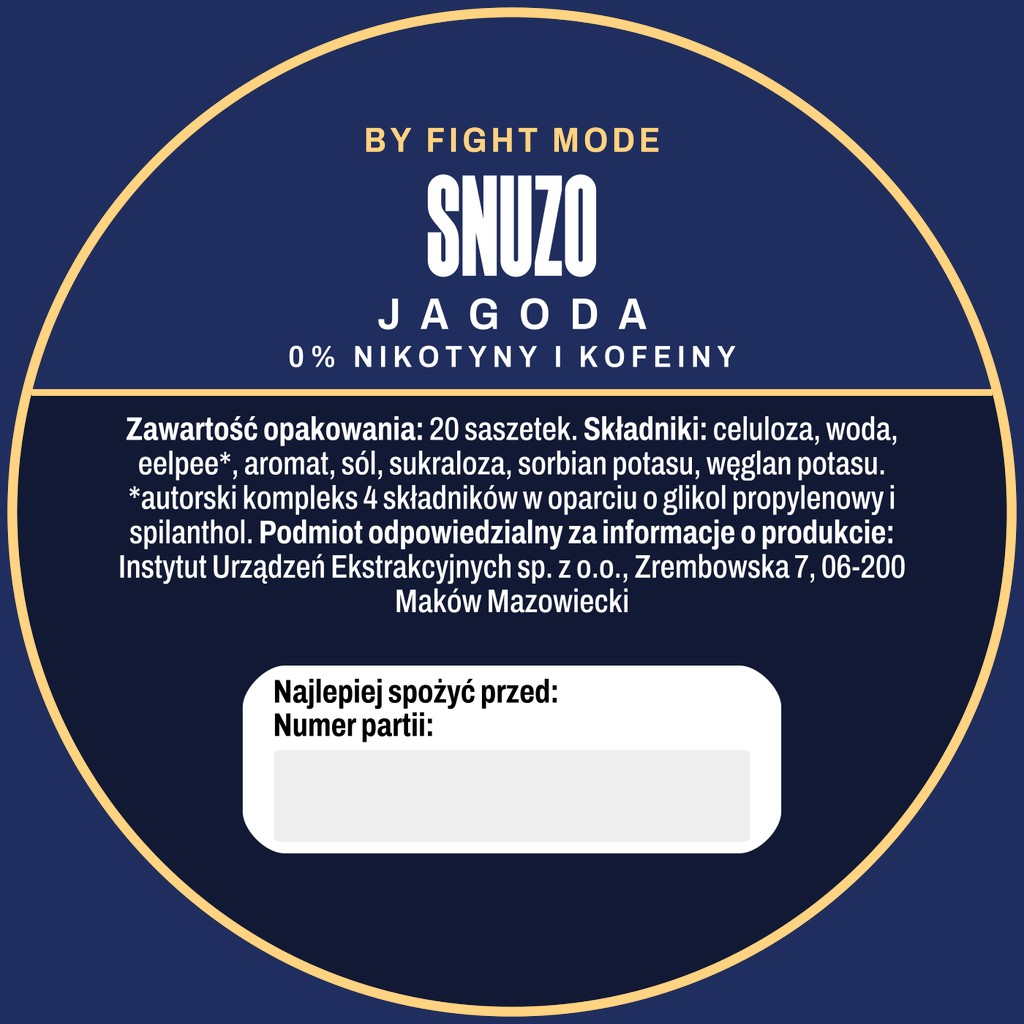 BY FIGHT MODE
SNUZO
JAGODA
0% NIKOTYNY I KOFEINY
Zawartość opakowania: 20 saszetek. Składniki: celuloza, woda,
eelpee*, aromat, sól, sukraloza, sorbian potasu, węglan potasu.
*autorski kompleks 4 składników w oparciu o glikol propylenowy i
spilanthol. Podmiot odpowiedzialny za informacje o produkcie:
Instytut Urządzeń Ekstrakcyjnych sp. z o.o., Zrembowska 7, 06-200
Maków Mazowiecki
Najlepiej spożyć przed:
Numer partii: